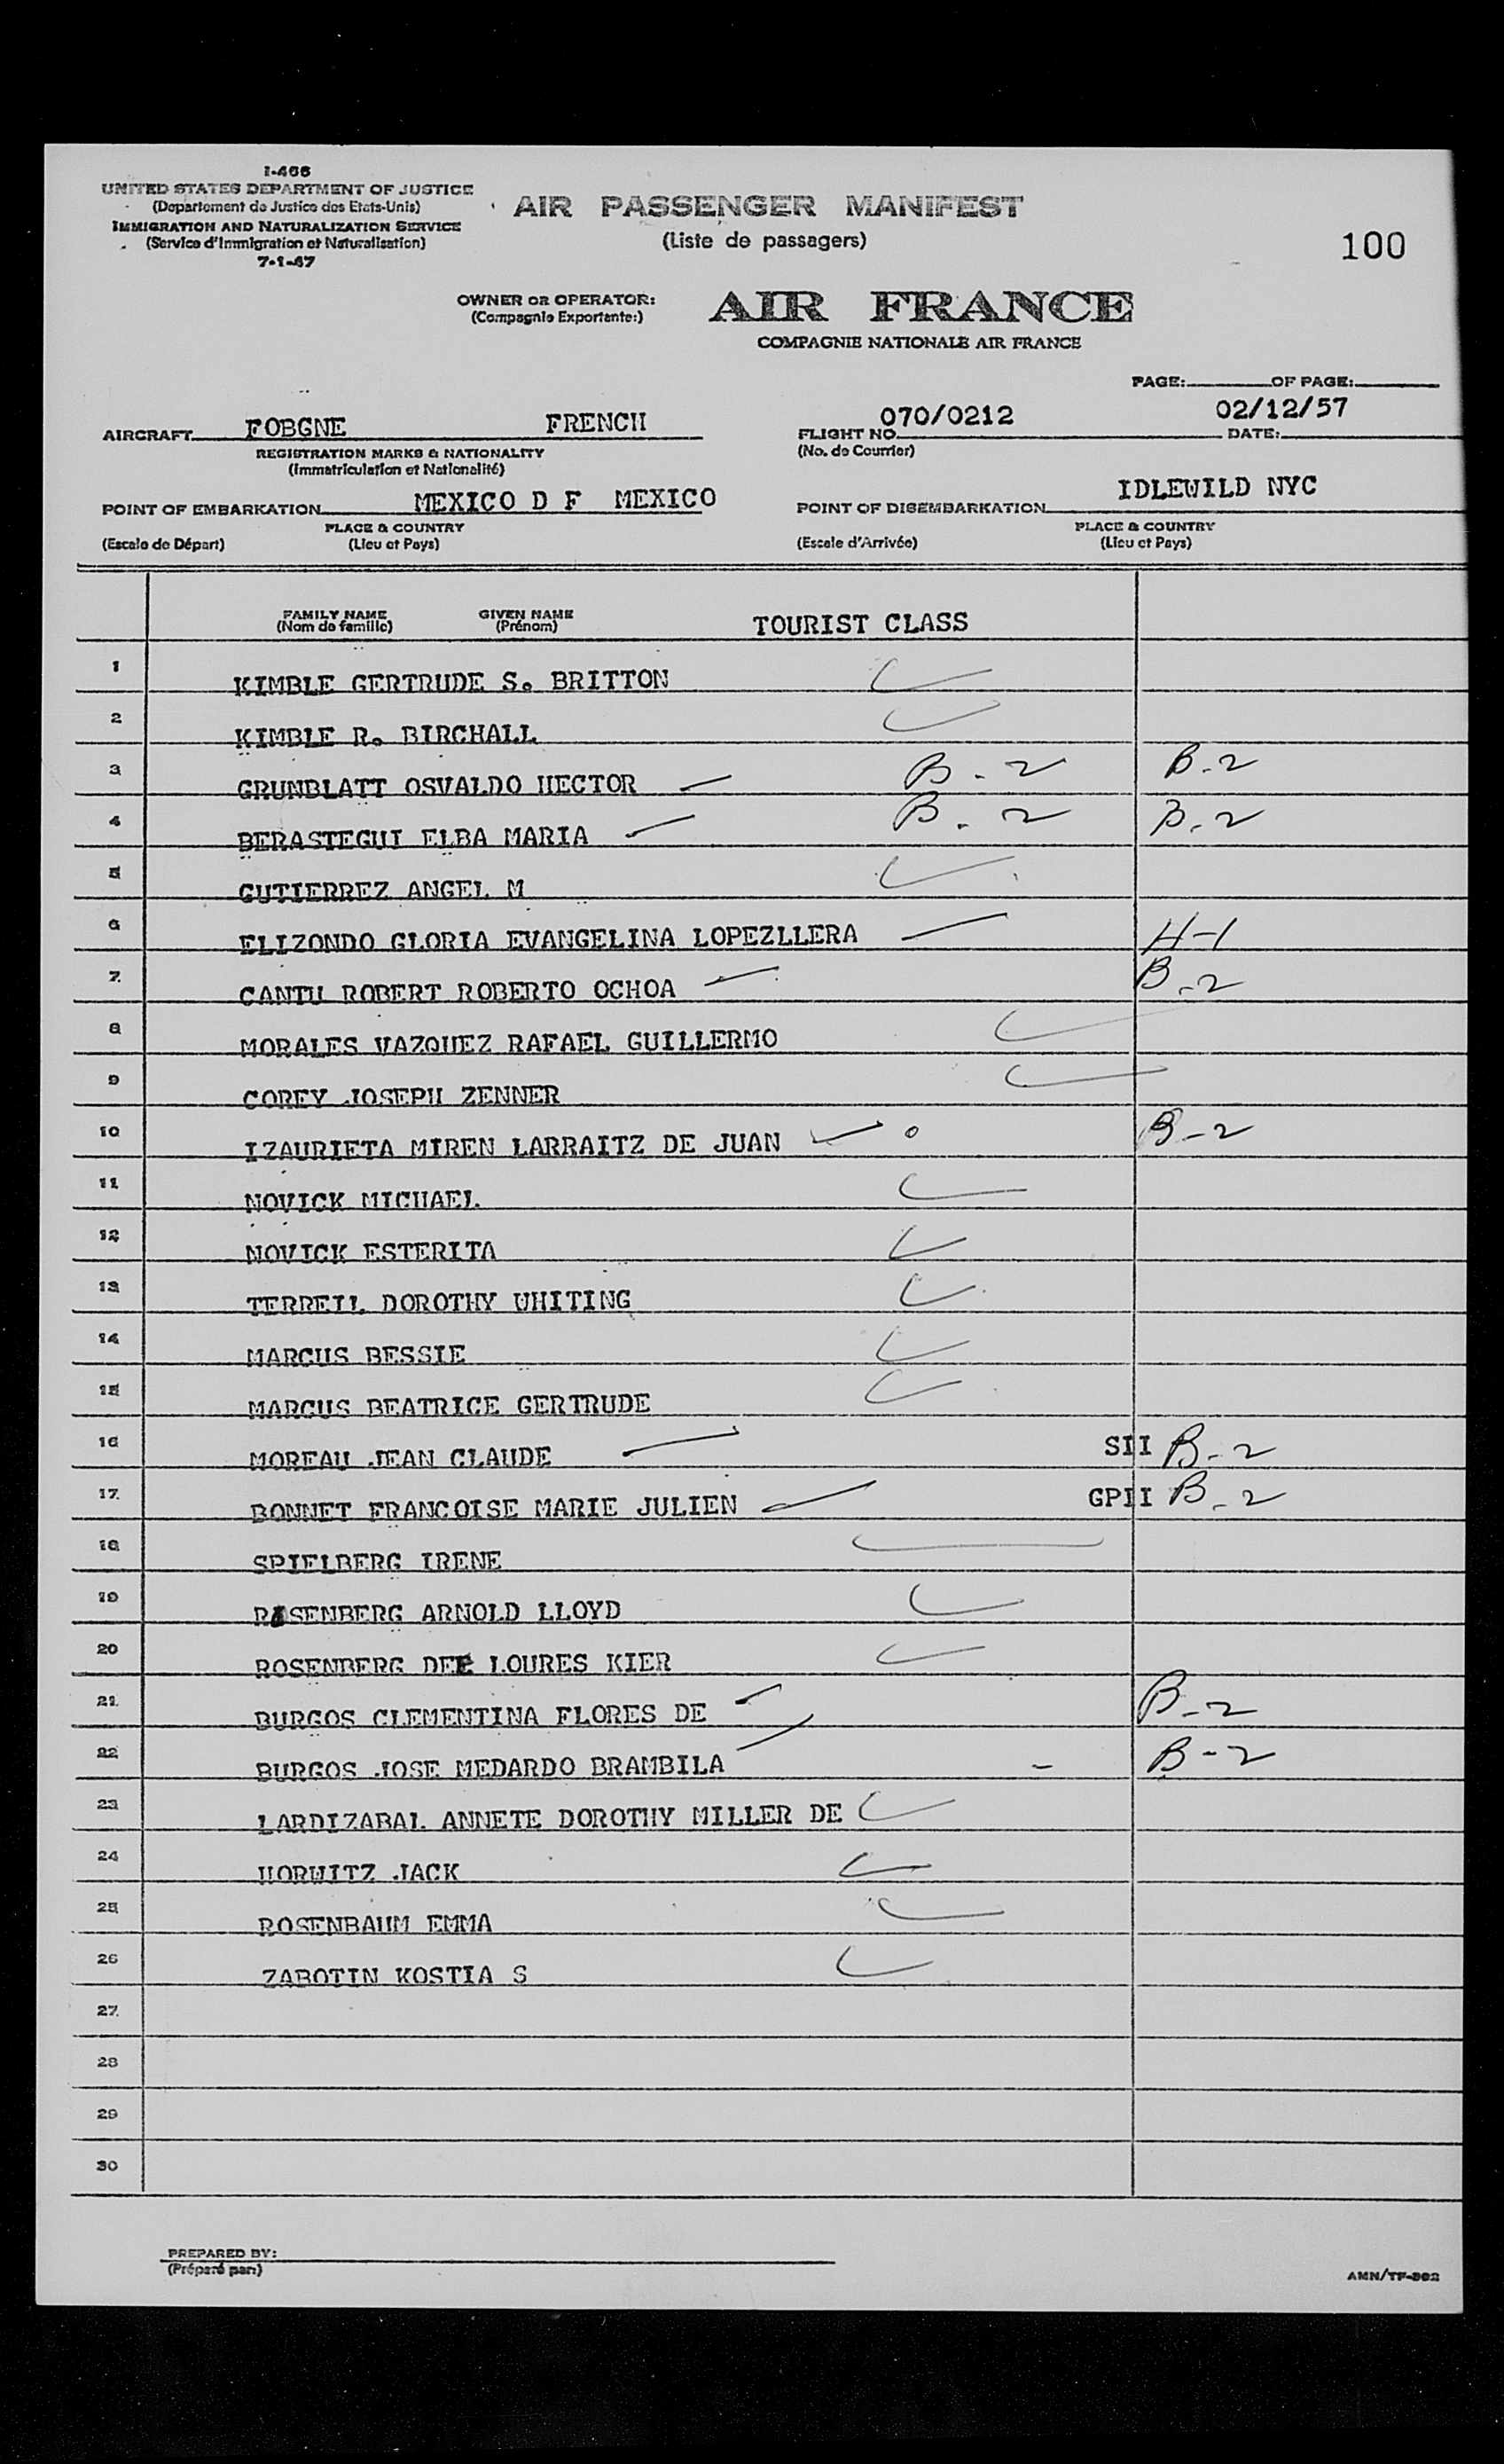 I-466
UNITED STATES DEPARTMENT OF JUSTICE
(Departement de Justice des Etats-Unis)
IMMIGRATION AND NATURALIZATION SERVICE
(Service d'Immigration et Naturalisation)
7-1-47
AIR PASSENGER MANIFEST
(Liste de passagers)
100
OWNER OR OPERATOR: AIR FRANCE
(Compagnie Exportante:)
COMPAGNIE NATIONALE AIR FRANCE
PAGE: OF PAGE:
AIRCRAFT FOBGNE FRENCH FLIGHT NO. 070/0212 DATE: 02/12/57
REGISTRATION MARKS & NATIONALITY (No. de Courrier)
(Immatriculation et Nationalité)
POINT OF EMBARKATION MEXICO D F MEXICO POINT OF DISEMBARKATION IDLEWILD NYC
PLACE & COUNTRY PLACE & COUNTRY
(Escale de Départ) (Lieu et Pays) (Escale d'Arrivée) (Lieu et Pays)
FAMILY NAME GIVEN NAME TOURIST CLASS
(Nom de famille) (Prénom)
1 KIMBLE GERTRUDE S. BRITTON
2 KIMBLE R. BIRCHALL
3 GRUNBLATT OSVALDO HECTOR B-2 B-2
4 BERASTEGUI ELBA MARIA B-2 B-2
5 GUTIERREZ ANGEL M
6 ELIZONDO GLORIA EVANGELINA LOPEZLLERA H-1
7 CANTU ROBERT ROBERTO OCHOA B-2
8 MORALES VAZQUEZ RAFAEL GUILLERMO
9 COREY JOSEPH ZENNER
10 IZAURIETA MIREN LARRAITZ DE JUAN B-2
11 NOVICK MICHAEL
12 NOVICK ESTERITA
13 TERREIL DOROTHY WHITING
14 MARCUS BESSIE
15 MARCUS BEATRICE GERTRUDE
16 MOREAU JEAN CLAUDE SII B-2
17 BONNET FRANCOISE MARIE JULIEN GPII B-2
18 SPIELBERG IRENE
19 ROSENBERG ARNOLD LLOYD
20 ROSENBERG DEE LOURES KIER
21 BURGOS CLEMENTINA FLORES DE B-2
22 BURGOS JOSE MEDARDO BRAMBILA B-2
23 LARDIZABAL ANNETE DOROTHY MILLER DE
24 HORWITZ JACK
25 ROSENBAUM EMMA
26 ZABOTIN KOSTIA S
27
28
29
30
PREPARED BY:
(Préparé par:)
AMN/TF-302